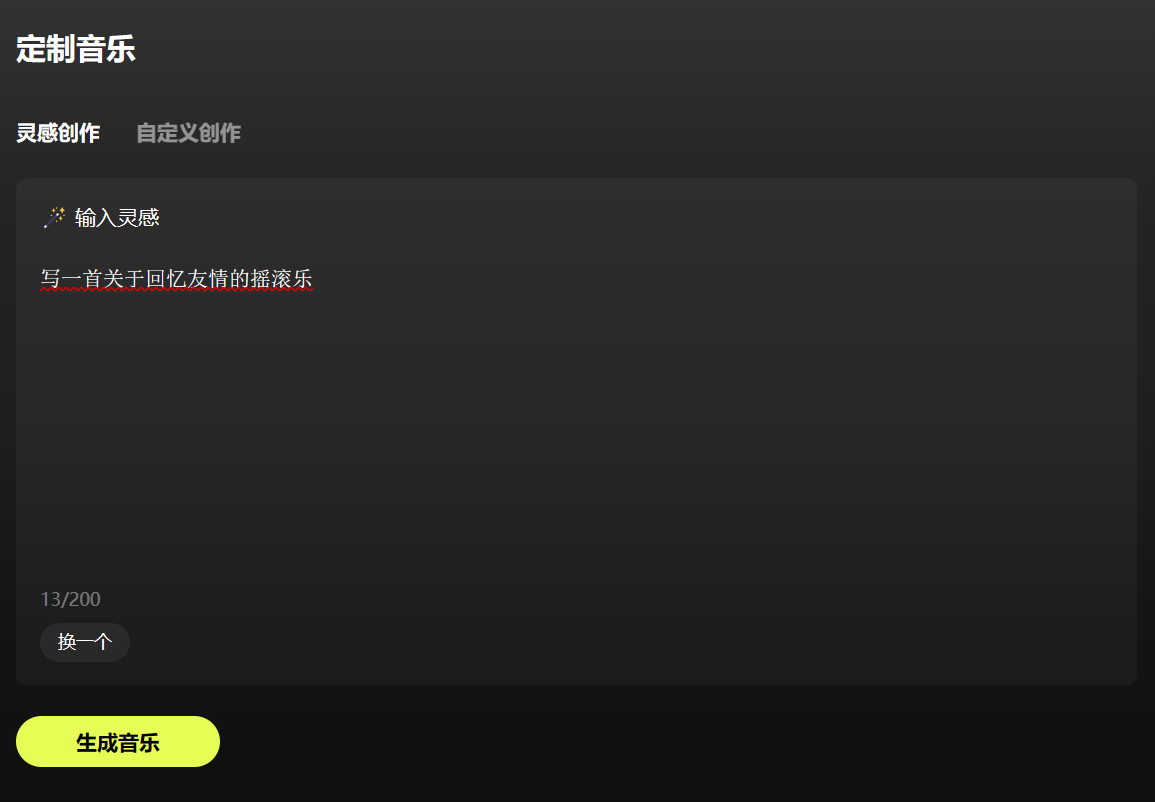 定制音乐
灵感创作 自定义创作
🪄 输入灵感
写一首关于回忆友情的摇滚乐
13/200
换一个
生成音乐